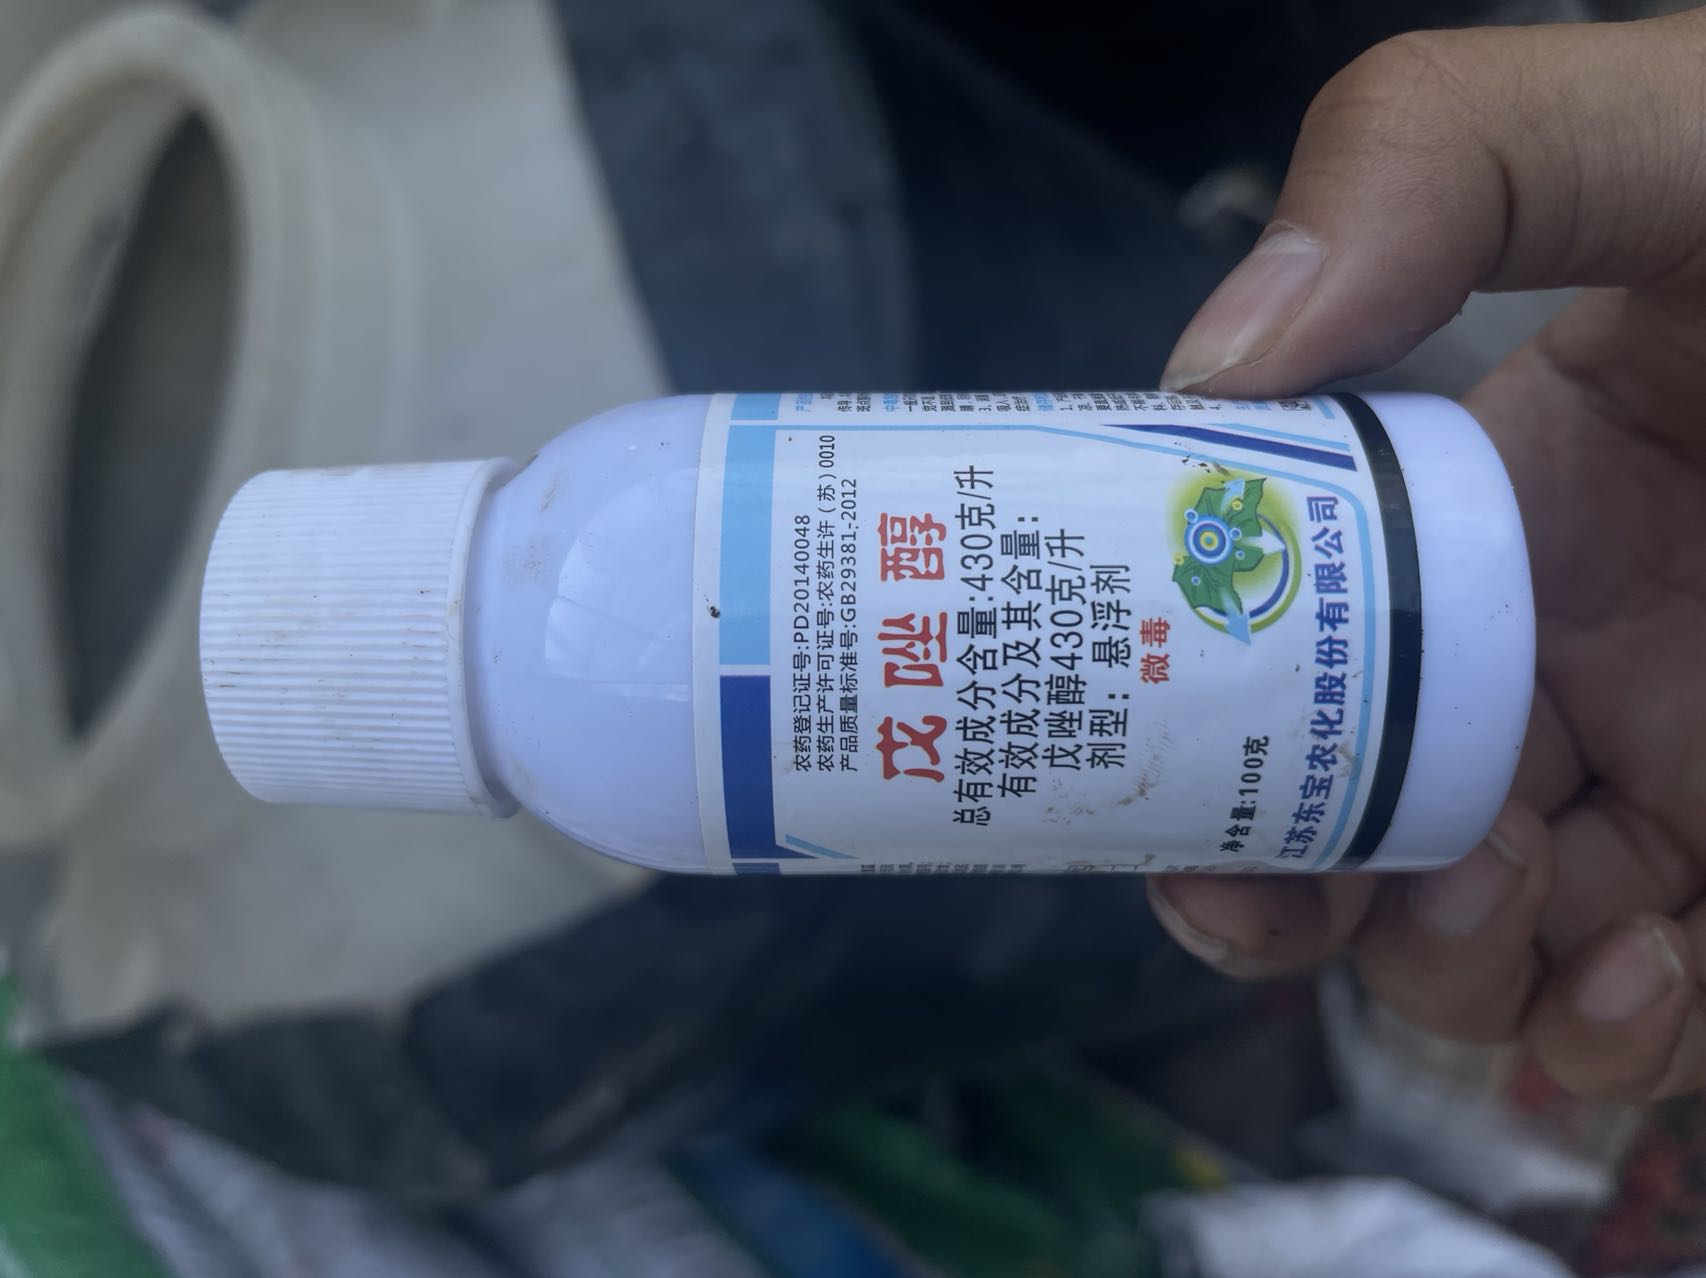 农药登记证号:PD20140048
农药生产许可证号:农药生许（苏）0010
产品质量标准号:GB29381-2012
戊唑醇
总有效成分含量:430克/升
有效成分及其含量:
戊唑醇430克/升
剂型：悬浮剂
微毒
净含量:100克
江苏东宝农化股份有限公司